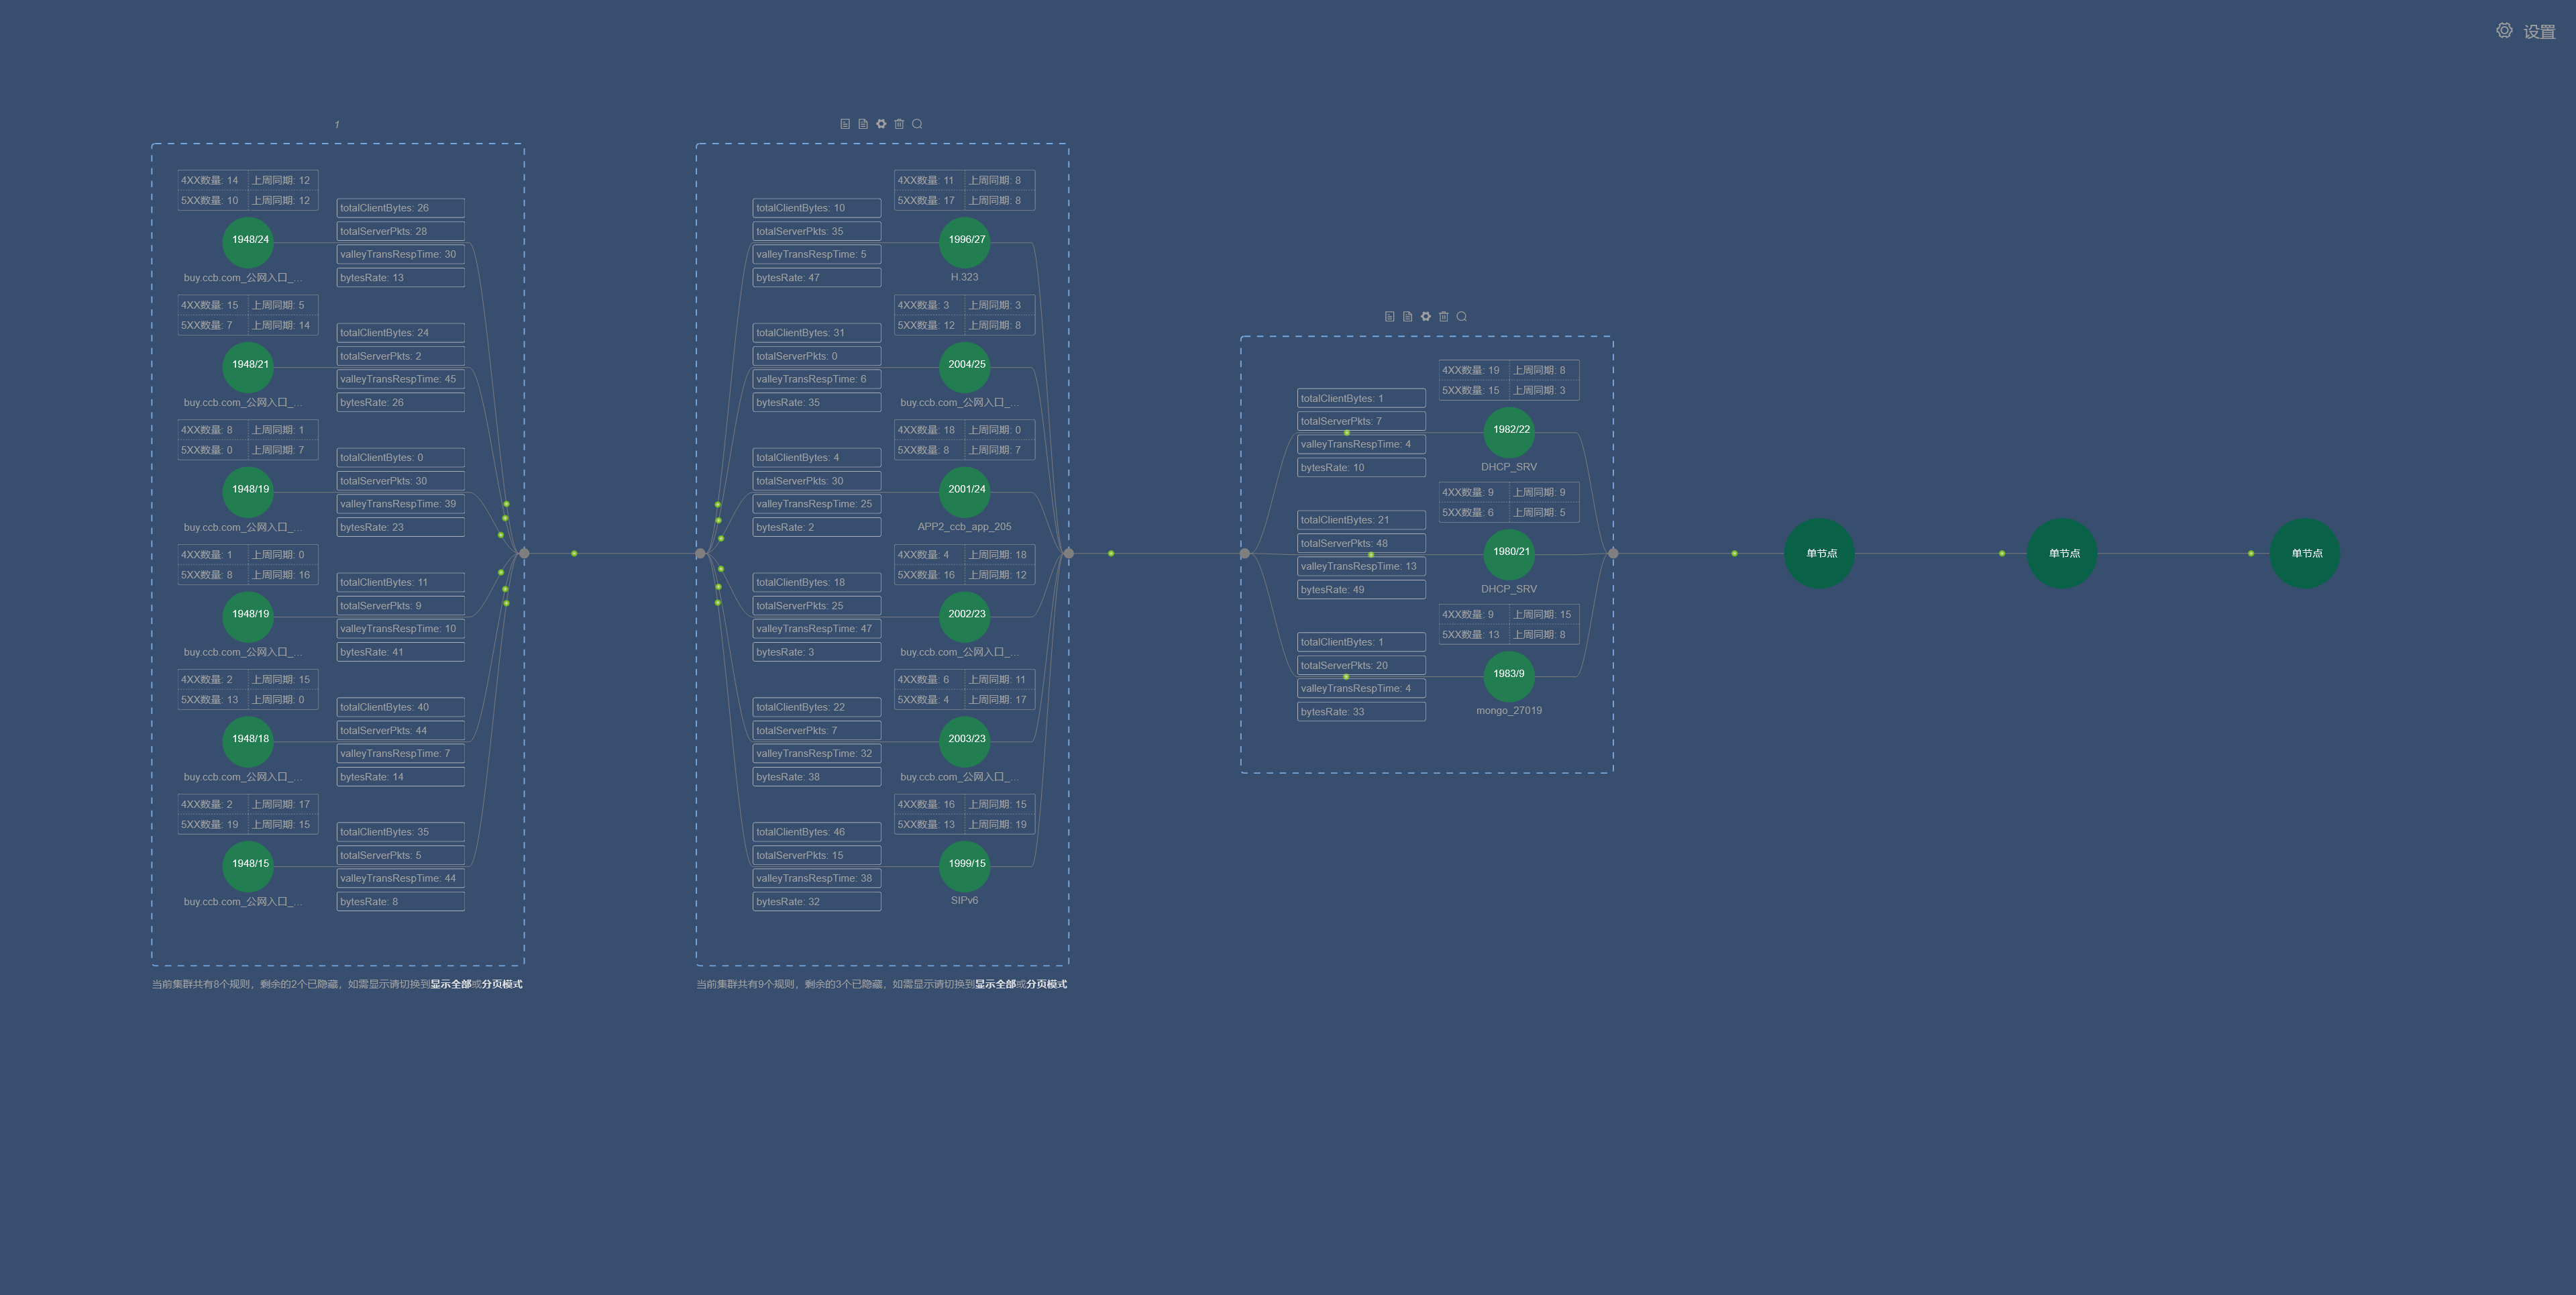 设置
1
4XX数量: 14 上周同期: 12
5XX数量: 10 上周同期: 12
1948/24
buy.ccb.com_公网入口_...
totalClientBytes: 26
totalServerPkts: 28
valleyTransRespTime: 30
bytesRate: 13
4XX数量: 15 上周同期: 5
5XX数量: 7 上周同期: 14
1948/21
buy.ccb.com_公网入口_...
totalClientBytes: 24
totalServerPkts: 2
valleyTransRespTime: 45
bytesRate: 26
4XX数量: 8 上周同期: 1
5XX数量: 0 上周同期: 7
1948/19
buy.ccb.com_公网入口_...
totalClientBytes: 0
totalServerPkts: 30
valleyTransRespTime: 39
bytesRate: 23
4XX数量: 1 上周同期: 0
5XX数量: 8 上周同期: 16
1948/19
buy.ccb.com_公网入口_...
totalClientBytes: 11
totalServerPkts: 9
valleyTransRespTime: 10
bytesRate: 41
4XX数量: 2 上周同期: 15
5XX数量: 13 上周同期: 0
1948/18
buy.ccb.com_公网入口_...
totalClientBytes: 40
totalServerPkts: 44
valleyTransRespTime: 7
bytesRate: 14
4XX数量: 2 上周同期: 17
5XX数量: 19 上周同期: 15
1948/15
buy.ccb.com_公网入口_...
totalClientBytes: 35
totalServerPkts: 5
valleyTransRespTime: 44
bytesRate: 8
当前集群共有8个规则，剩余的2个已隐藏，如需显示请切换到显示全部或分页模式
totalClientBytes: 10
totalServerPkts: 35
valleyTransRespTime: 5
bytesRate: 47
4XX数量: 11 上周同期: 8
5XX数量: 17 上周同期: 8
1996/27
H.323
totalClientBytes: 31
totalServerPkts: 0
valleyTransRespTime: 6
bytesRate: 35
4XX数量: 3 上周同期: 3
5XX数量: 12 上周同期: 8
2004/25
buy.ccb.com_公网入口_...
totalClientBytes: 4
totalServerPkts: 30
valleyTransRespTime: 25
bytesRate: 2
4XX数量: 18 上周同期: 0
5XX数量: 8 上周同期: 7
2001/24
APP2_ccb_app_205
totalClientBytes: 18
totalServerPkts: 25
valleyTransRespTime: 47
bytesRate: 3
4XX数量: 4 上周同期: 18
5XX数量: 16 上周同期: 12
2002/23
buy.ccb.com_公网入口_...
totalClientBytes: 22
totalServerPkts: 7
valleyTransRespTime: 32
bytesRate: 38
4XX数量: 6 上周同期: 11
5XX数量: 4 上周同期: 17
2003/23
buy.ccb.com_公网入口_...
totalClientBytes: 46
totalServerPkts: 15
valleyTransRespTime: 38
bytesRate: 32
4XX数量: 16 上周同期: 15
5XX数量: 13 上周同期: 19
1999/15
SIPv6
当前集群共有9个规则，剩余的3个已隐藏，如需显示请切换到显示全部或分页模式
totalClientBytes: 1
totalServerPkts: 7
valleyTransRespTime: 4
bytesRate: 10
4XX数量: 19 上周同期: 8
5XX数量: 15 上周同期: 3
1982/22
DHCP_SRV
totalClientBytes: 21
totalServerPkts: 48
valleyTransRespTime: 13
bytesRate: 49
4XX数量: 9 上周同期: 9
5XX数量: 6 上周同期: 5
1980/21
DHCP_SRV
totalClientBytes: 1
totalServerPkts: 20
valleyTransRespTime: 4
bytesRate: 33
4XX数量: 9 上周同期: 15
5XX数量: 13 上周同期: 8
1983/9
mongo_27019
单节点
单节点
单节点